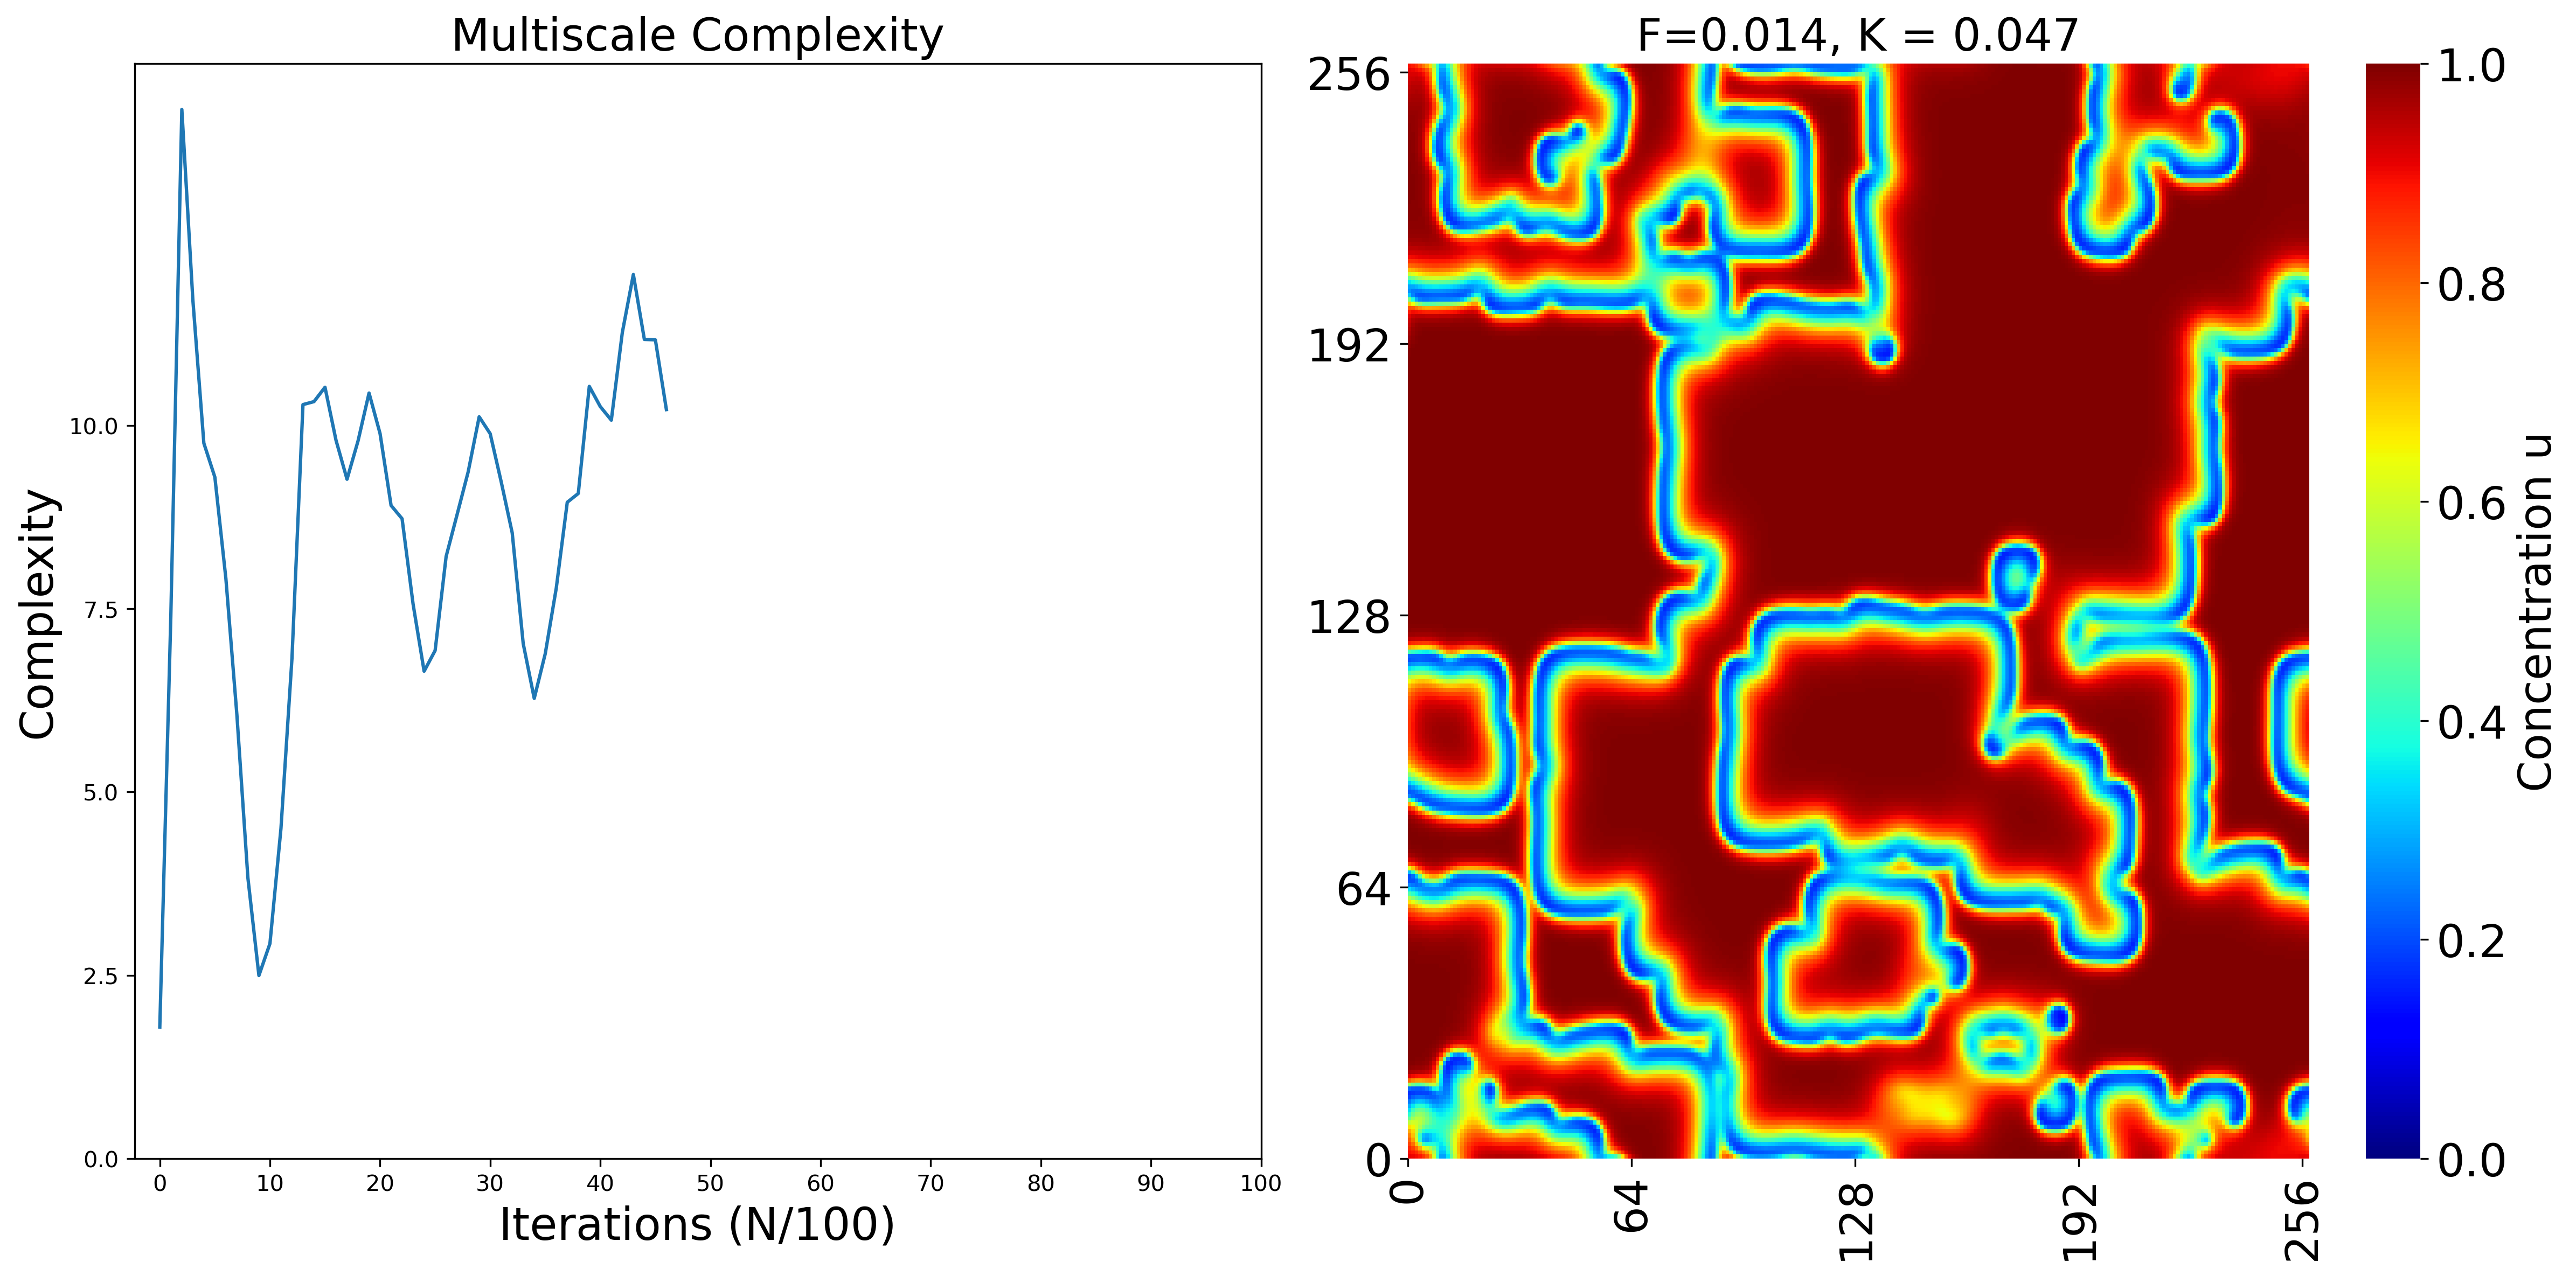 Multiscale Complexity
10.0
7.5
5.0
2.5
0.0
Complexity
0 10 20 30 40 50 60 70 80 90 100
Iterations (N/100)
F=0.014, K = 0.047
256
192
128
64
0
0 64 128 192 256
1.0
0.8
0.6
0.4
0.2
0.0
Concentration u